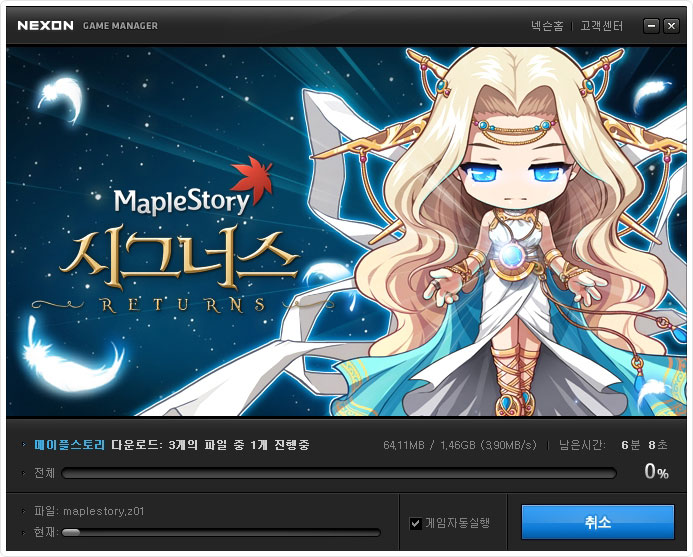 NEXON GAME MANAGER 넥슨홈 고객센터
MapleStory
시그너스
RETURNS
메이플스토리 다운로드: 3개의 파일 중 1개 진행중 64,11MB / 1,46GB (3,90MB/s) 남은시간: 6분 8초
전체 0%
파일: maplestory,z01
현재: 게임자동실행 취소